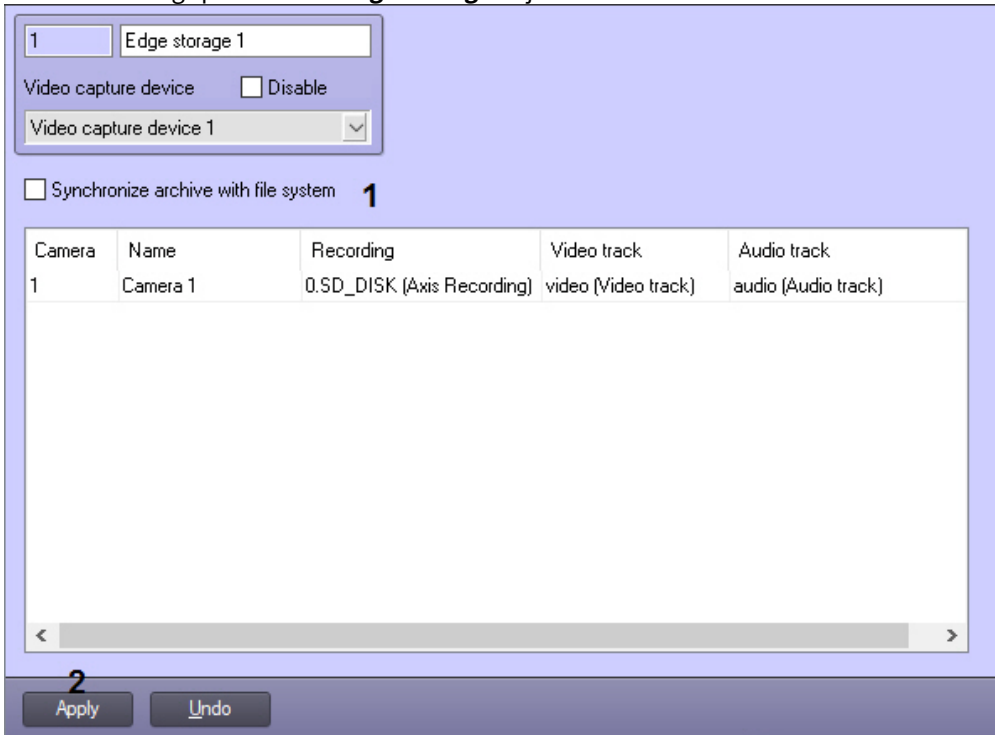 1 Edge storage 1
Video capture device Disable
Video capture device 1
Synchronize archive with file system 1
Camera Name Recording Video track Audio track
1 Camera 1 0.SD_DISK (Axis Recording) video (Video track) audio (Audio track)
2
Apply Undo